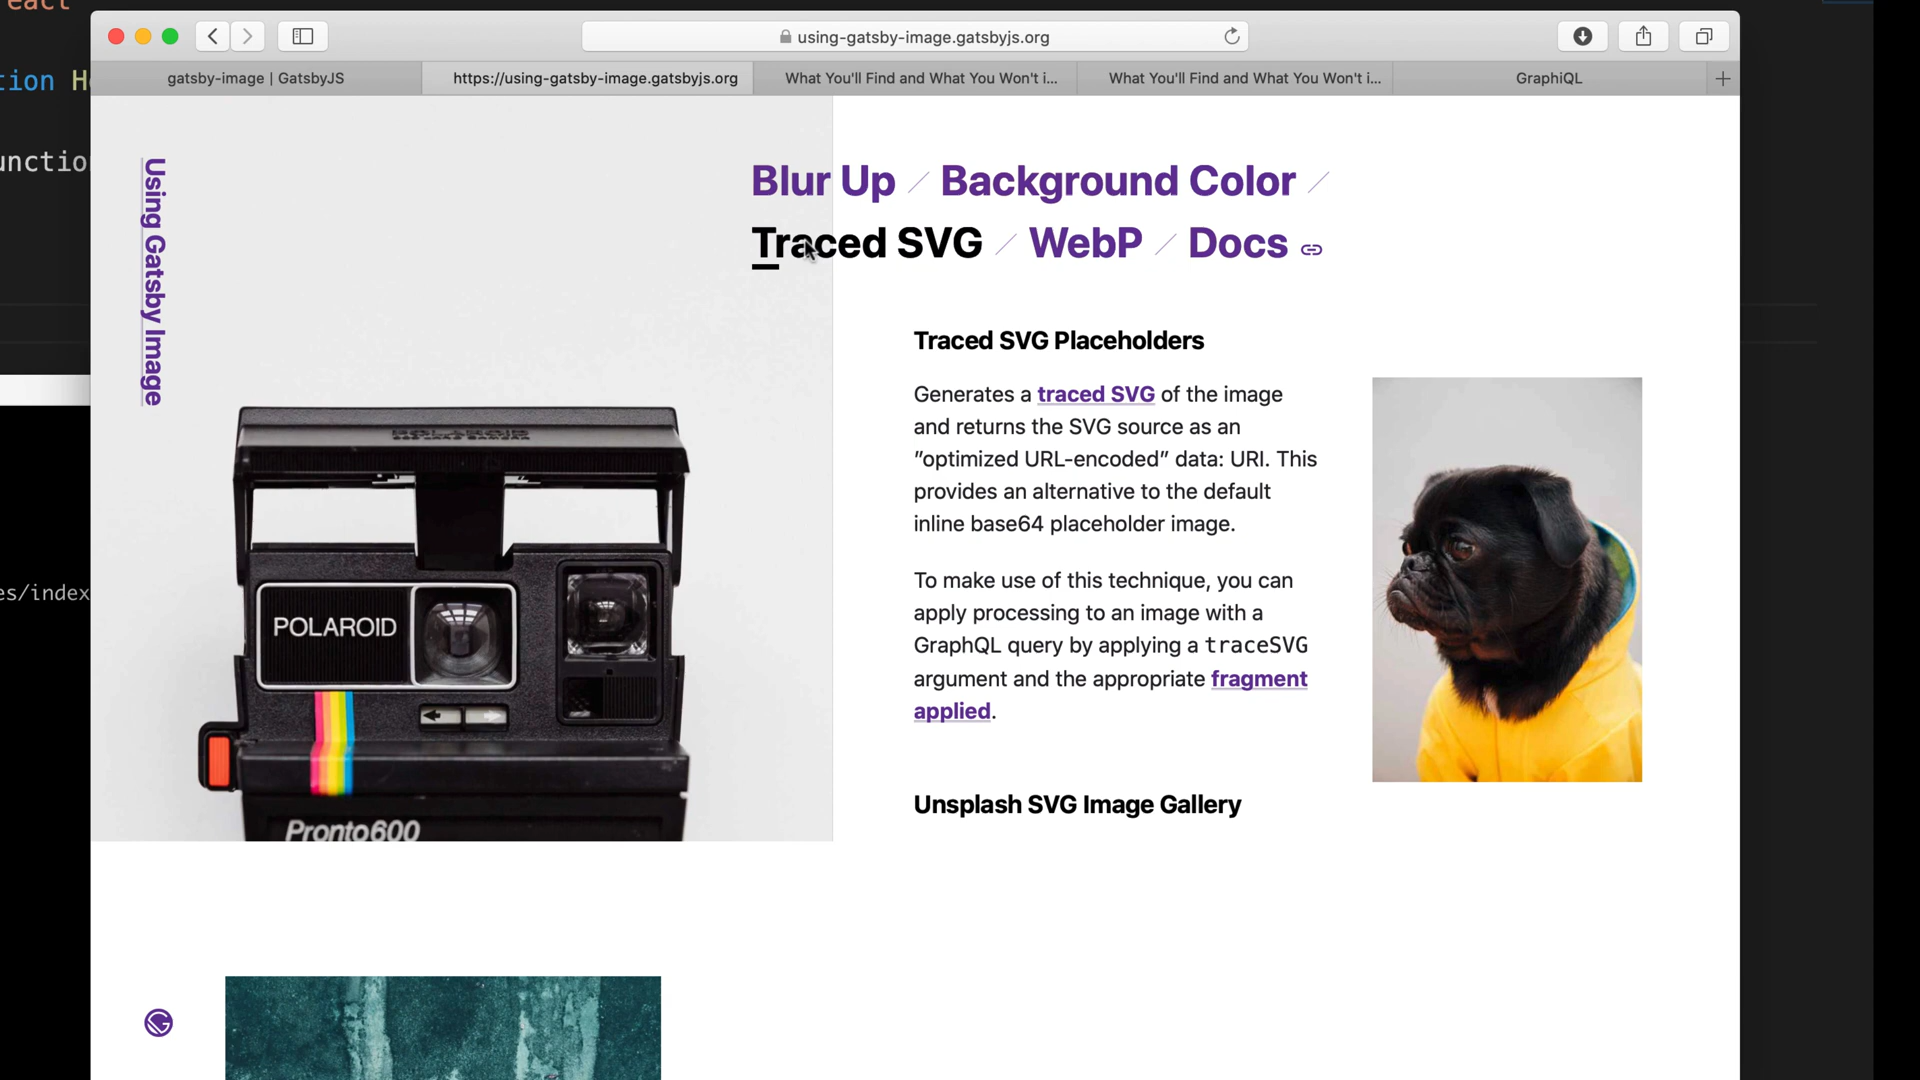 eact
tion H
unctio
es/index
using-gatsby-image.gatsbyjs.org
gatsby-image | GatsbyJS
https://using-gatsby-image.gatsbyjs.org
What You'll Find and What You Won't i...
What You'll Find and What You Won't i...
GraphiQL
Using Gatsby Image
Blur Up / Background Color /
Traced SVG / WebP / Docs
Traced SVG Placeholders
Generates a traced SVG of the image
and returns the SVG source as an
”optimized URL-encoded” data: URI. This
provides an alternative to the default
inline base64 placeholder image.
To make use of this technique, you can
apply processing to an image with a
GraphQL query by applying a traceSVG
argument and the appropriate fragment
applied.
Unsplash SVG Image Gallery
POLAROID
Pronto600